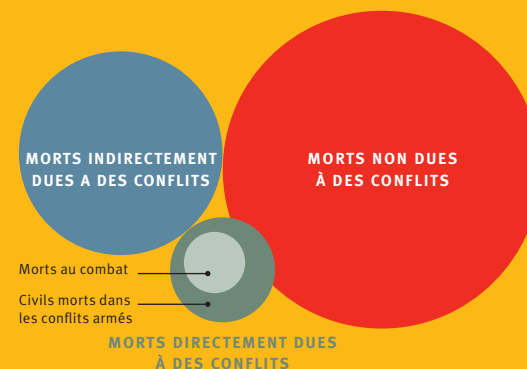 MORTS INDIRECTEMENT
DUES A DES CONFLITS
MORTS NON DUES
À DES CONFLITS
Morts au combat
Civils morts dans
les conflits armés
MORTS DIRECTEMENT DUES
À DES CONFLITS